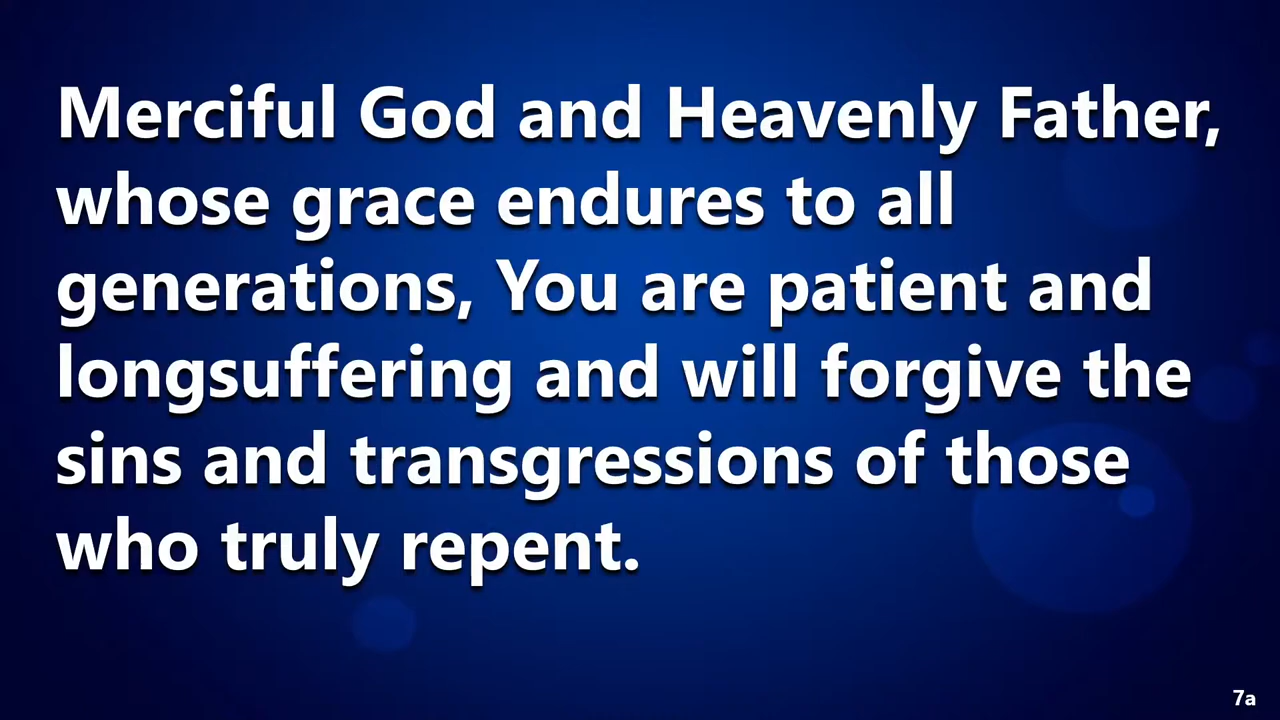 Merciful God and Heavenly Father,
whose grace endures to all
generations, You are patient and
longsuffering and will forgive the
sins and transgressions of those
who truly repent.
7a